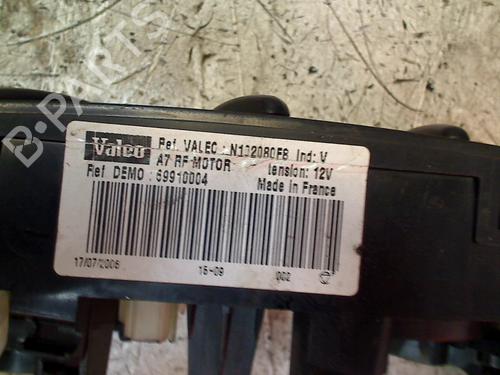 B-PARTS
Valeo Ref. VALEO : N102080F8 Ind: V
A7 RF MOTOR tension: 12V
Ref DEMO : 69910004 Made in France
17/07/2006 15-09 002